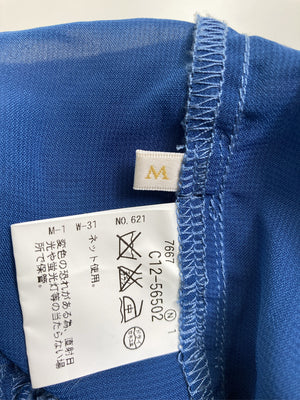 M
M-1 W-31 NO.621
ネット使用。
変色の恐れがある為、直射日
光や蛍光灯等の当たらない場
所で保管。
7667 N 1
C12-56502